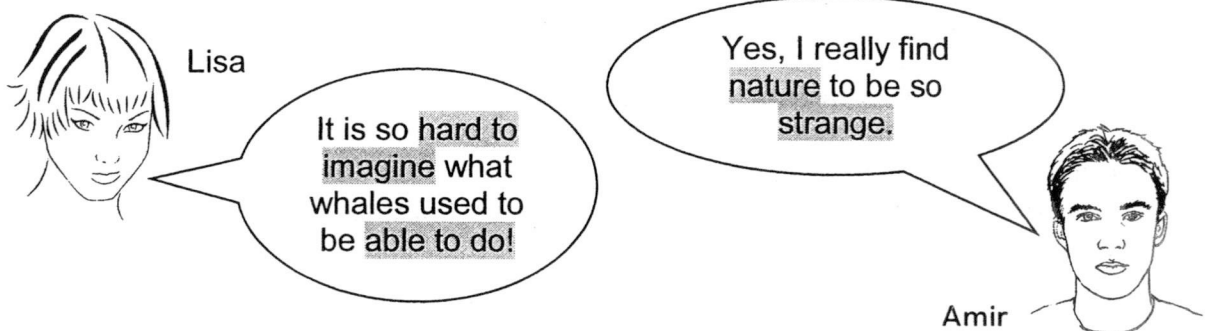 Lisa
It is so hard to
imagine what
whales used to
be able to do!
Yes, I really find
nature to be so
strange.
Amir